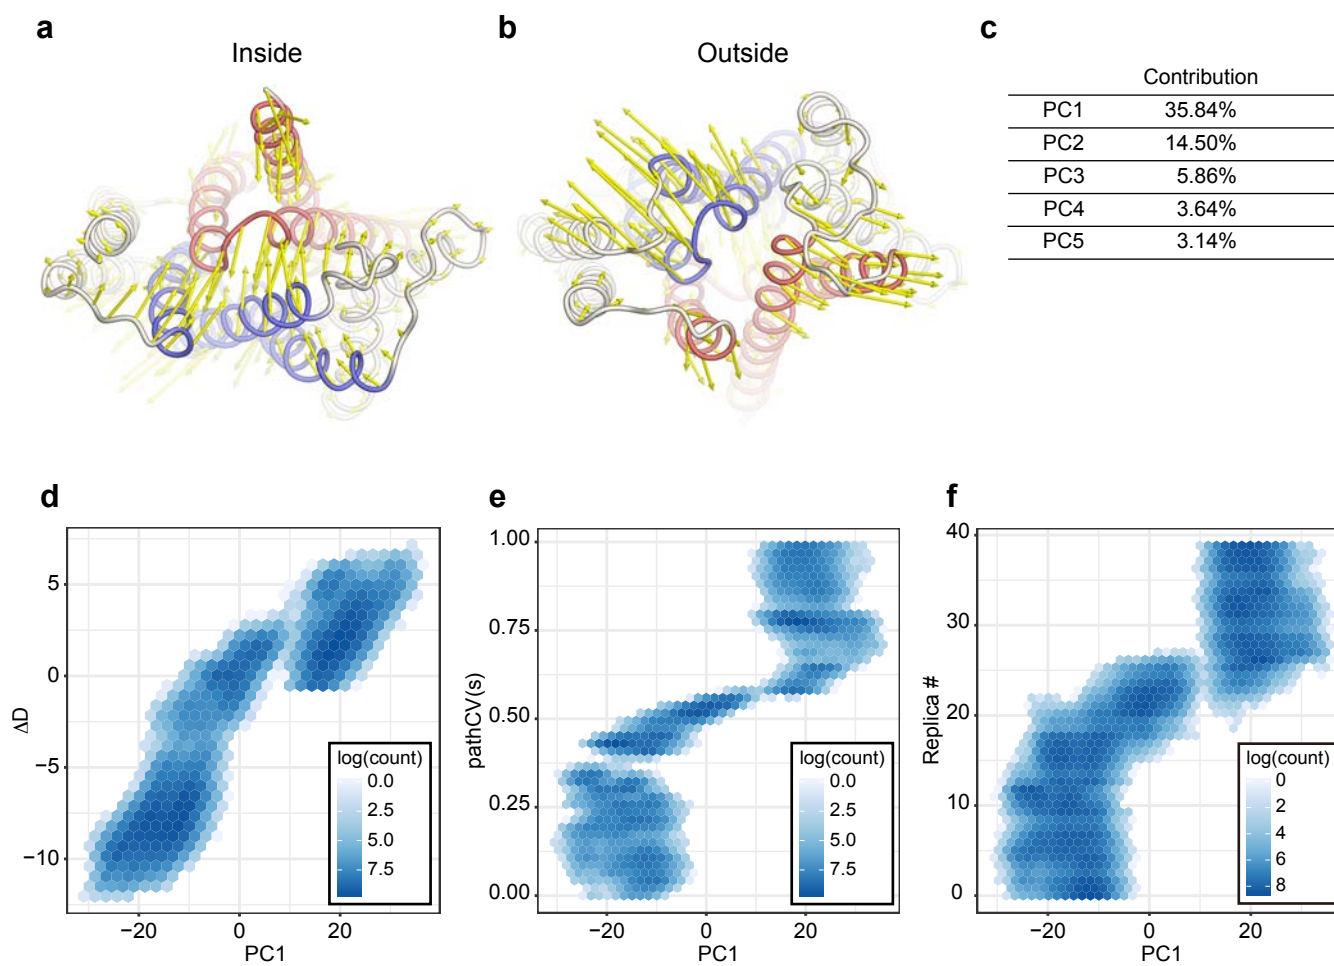 a
Inside
b
Outside
c
Contribution
PC1 35.84%
PC2 14.50%
PC3 5.86%
PC4 3.64%
PC5 3.14%
d
5
0
−5
−10
ΔD
−20 0 20
PC1
log(count)
0.0
2.5
5.0
7.5
e
1.00
0.75
0.50
0.25
0.00
pathCV(s)
−20 0 20
PC1
log(count)
0.0
2.5
5.0
7.5
f
40
30
20
10
0
Replica #
−20 0 20
PC1
log(count)
0
2
4
6
8